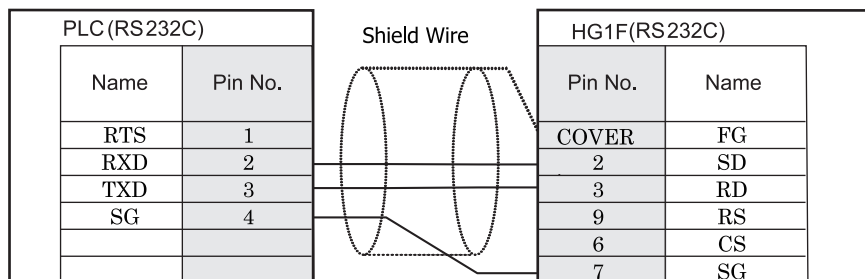 PLC(RS232C) Shield Wire HG1F(RS232C)
Name Pin No. Pin No. Name
RTS 1 COVER FG
RXD 2 2 SD
TXD 3 3 RD
SG 4 9 RS
6 CS
7 SG